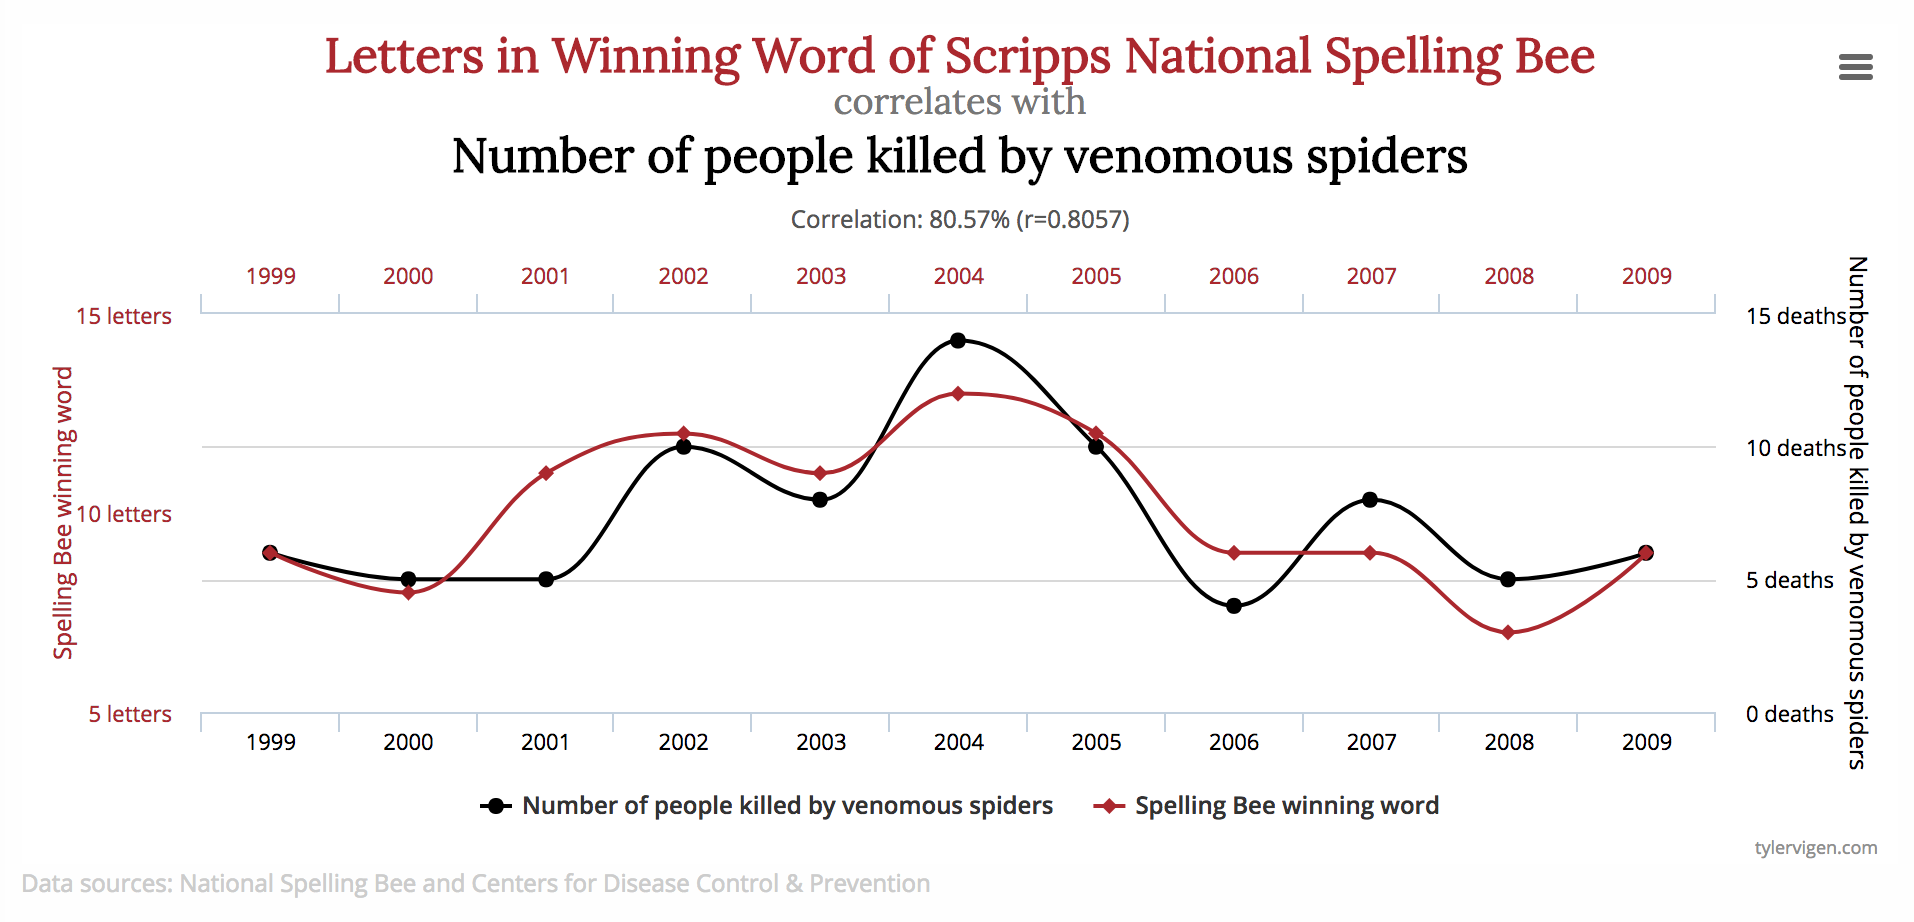 Letters in Winning Word of Scripps National Spelling Bee
correlates with
Number of people killed by venomous spiders
Correlation: 80.57% (r=0.8057)
1999 2000 2001 2002 2003 2004 2005 2006 2007 2008 2009
Spelling Bee winning word
15 letters
10 letters
5 letters
15 deaths
10 deaths
5 deaths
0 deaths
Number of people killed by venomous spiders
1999 2000 2001 2002 2003 2004 2005 2006 2007 2008 2009
Number of people killed by venomous spiders Spelling Bee winning word
tylervigen.com
Data sources: National Spelling Bee and Centers for Disease Control & Prevention